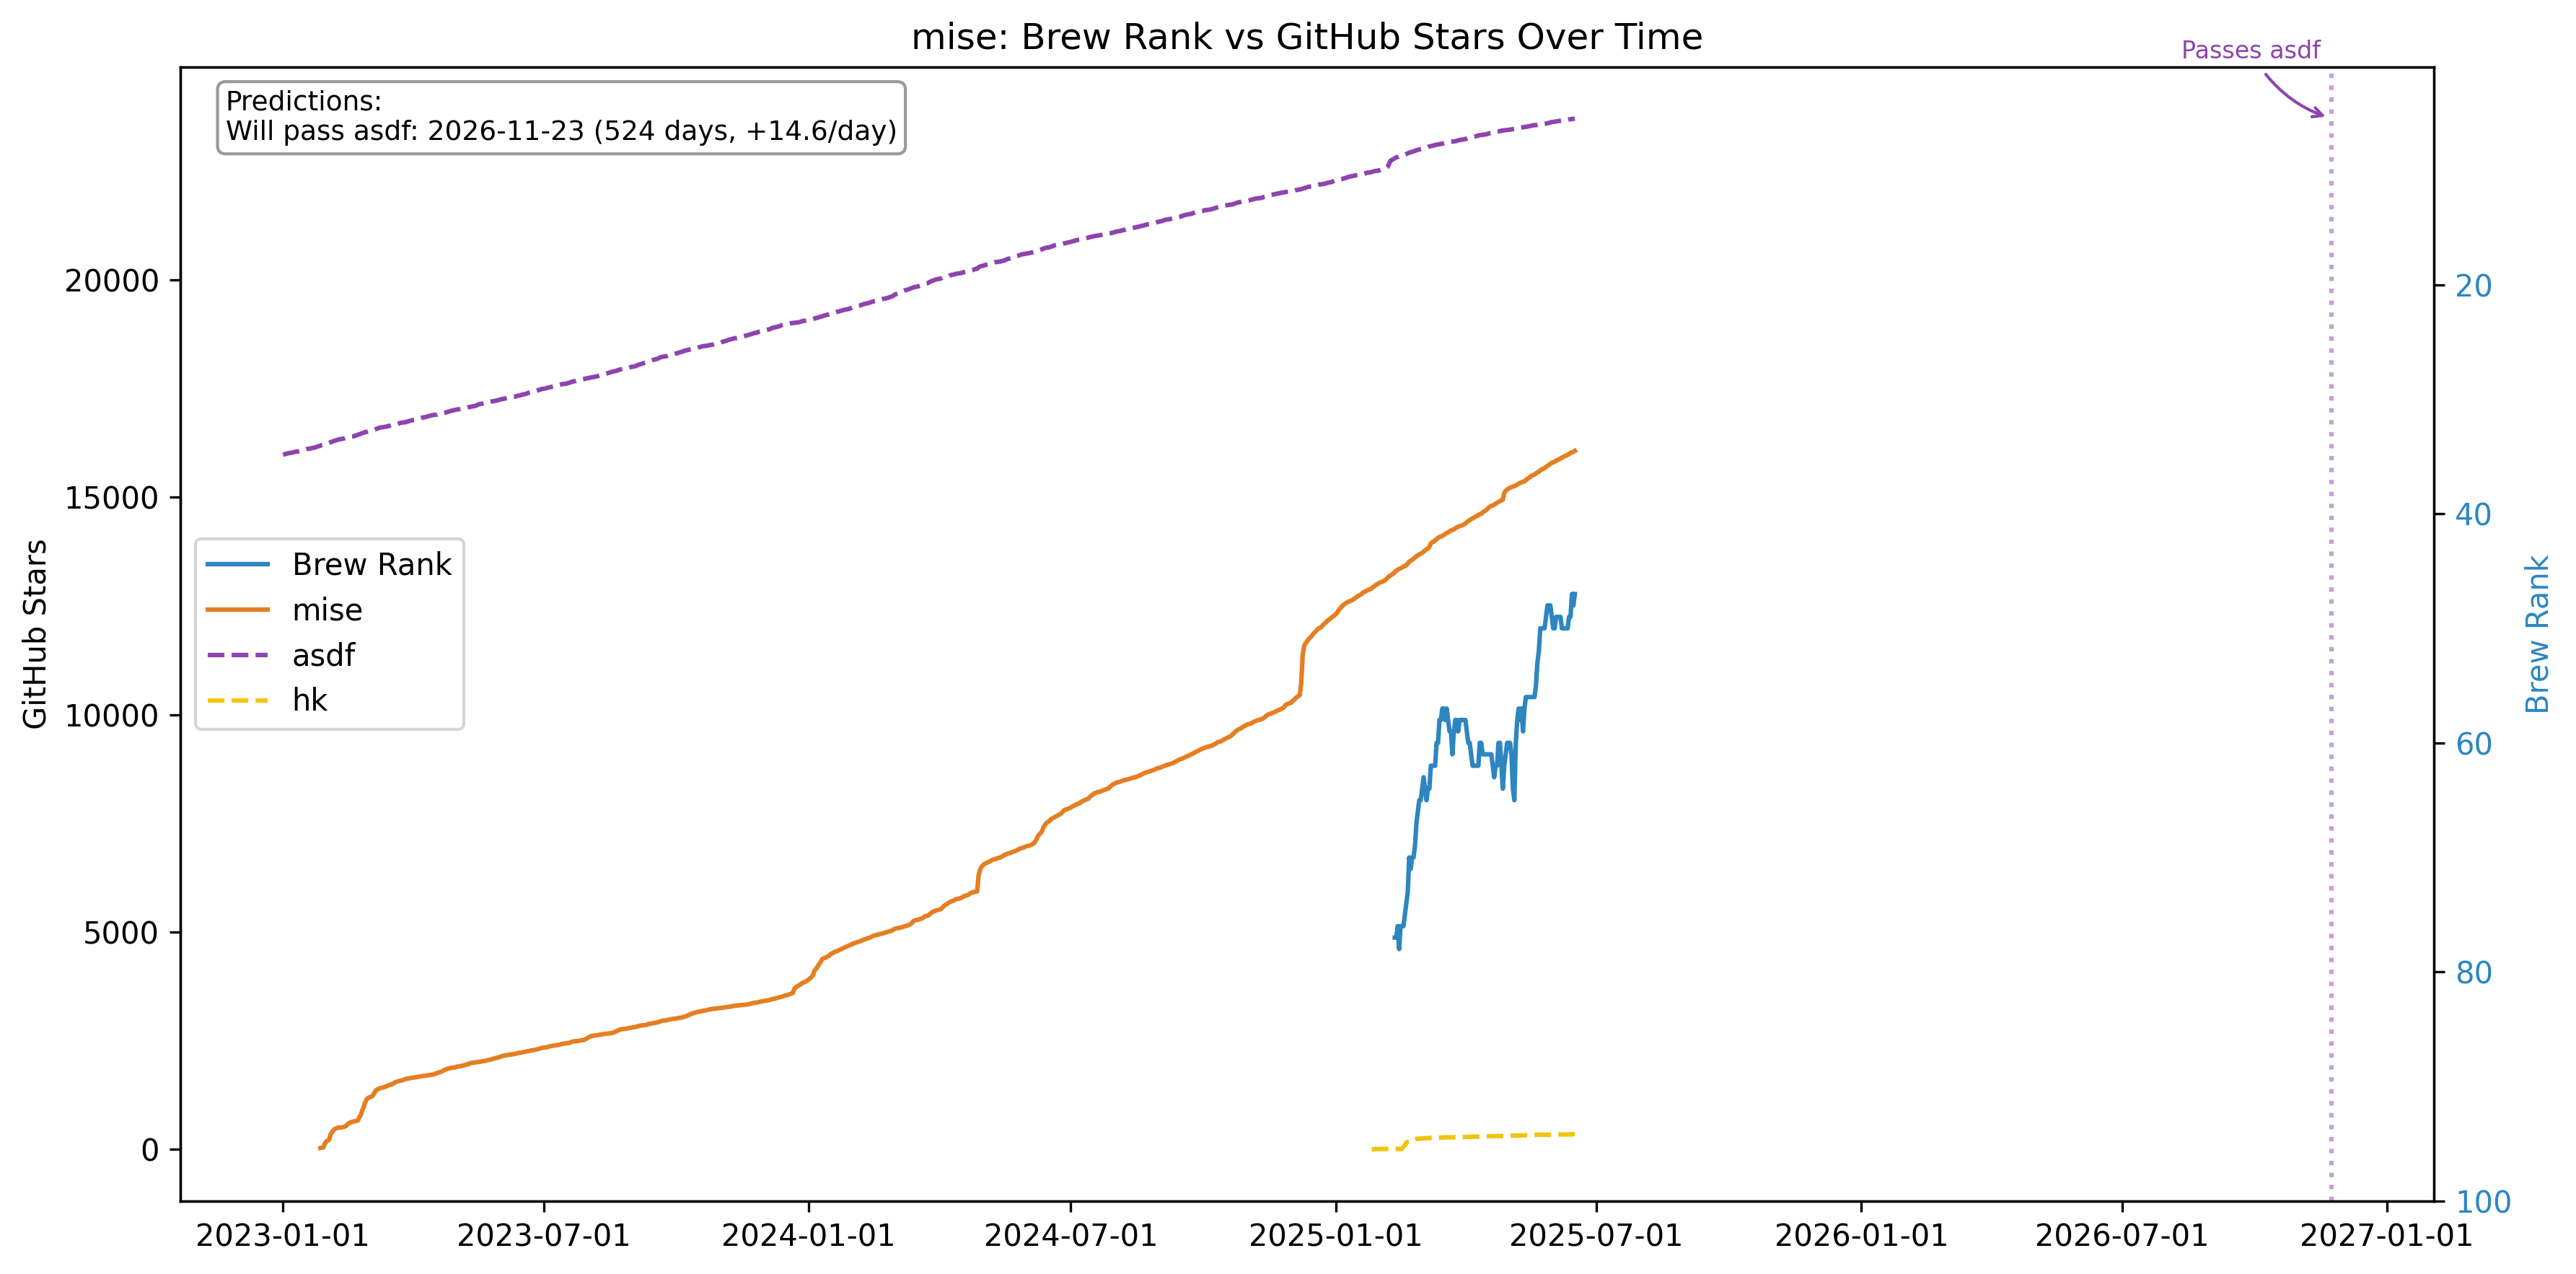 mise: Brew Rank vs GitHub Stars Over Time
Passes asdf
Predictions:
Will pass asdf: 2026-11-23 (524 days, +14.6/day)
GitHub Stars
20000
15000
10000
5000
0
Brew Rank
mise
asdf
hk
20
40
60
80
100
Brew Rank
2023-01-01
2023-07-01
2024-01-01
2024-07-01
2025-01-01
2025-07-01
2026-01-01
2026-07-01
2027-01-01